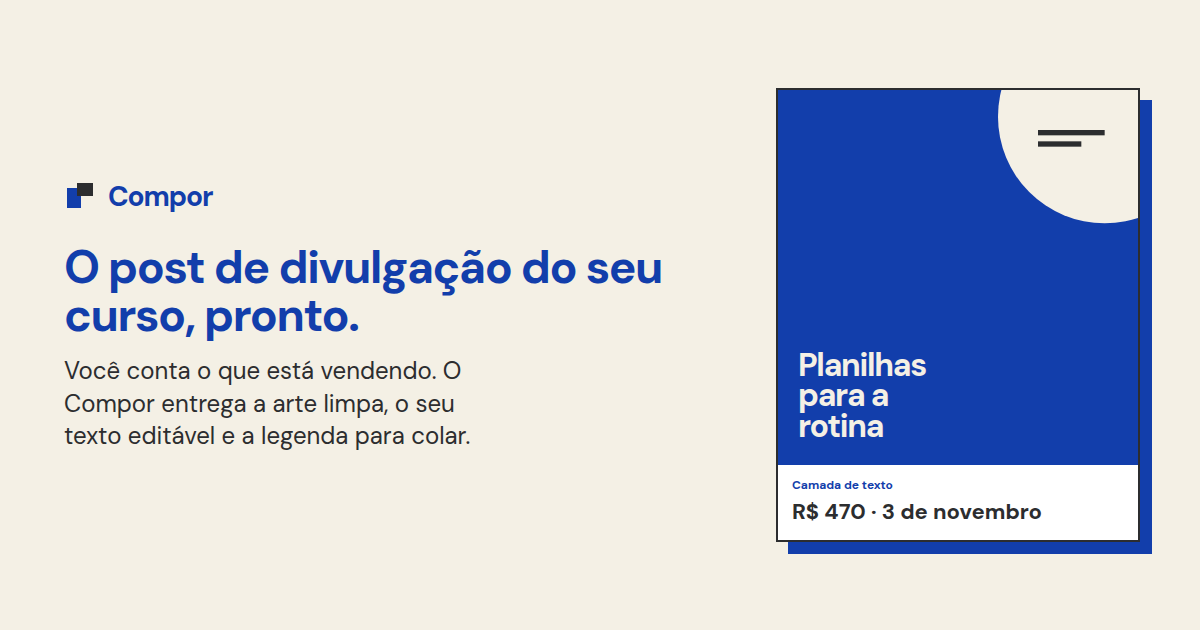 Compor
O post de divulgação do seu
curso, pronto.
Você conta o que está vendendo. O
Compor entrega a arte limpa, o seu
texto editável e a legenda para colar.
Planilhas
para a
rotina
Camada de texto
R$ 470 · 3 de novembro